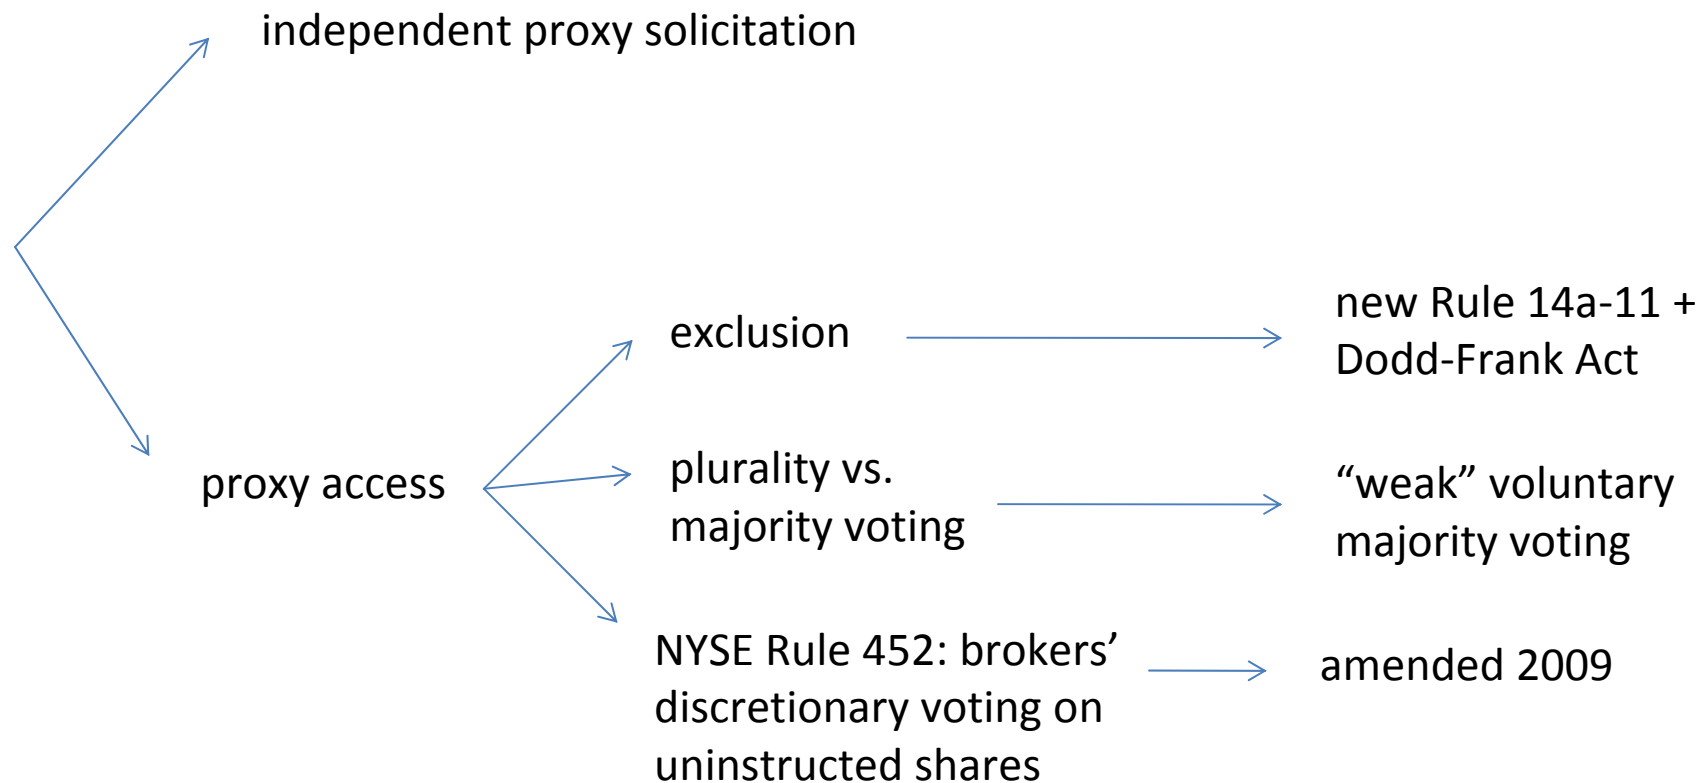 independent proxy solicitation
exclusion
new Rule 14a-11 +
Dodd-Frank Act
proxy access
plurality vs.
majority voting
“weak” voluntary
majority voting
NYSE Rule 452: brokers’
discretionary voting on
uninstructed shares
amended 2009